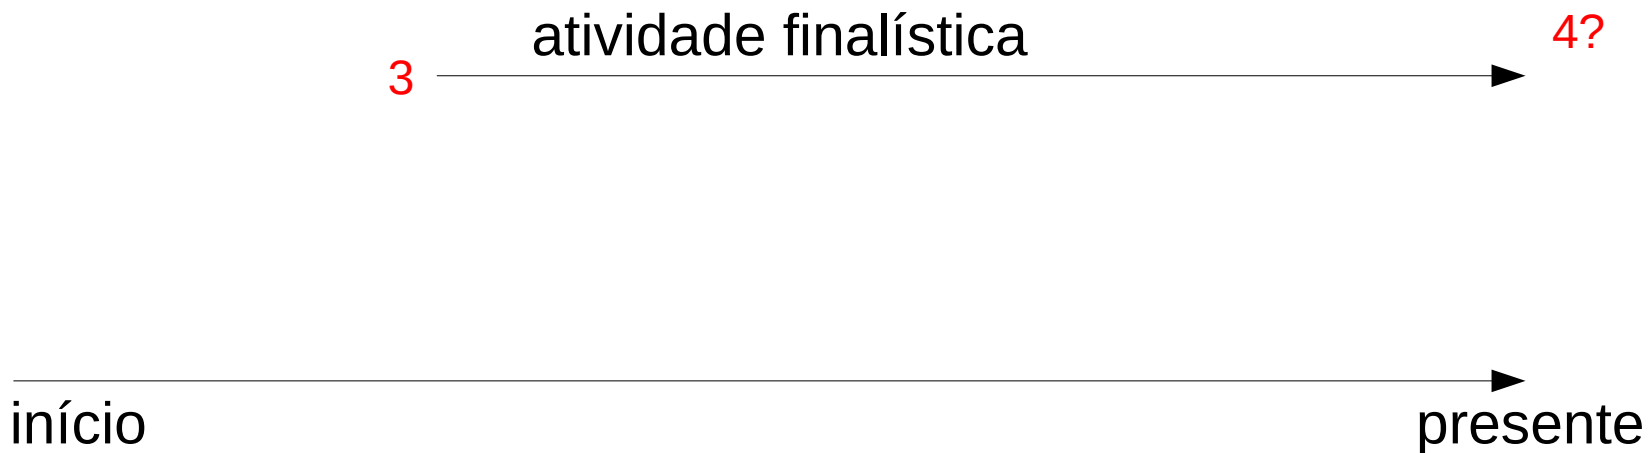 atividade finalística
4?
3
início
presente